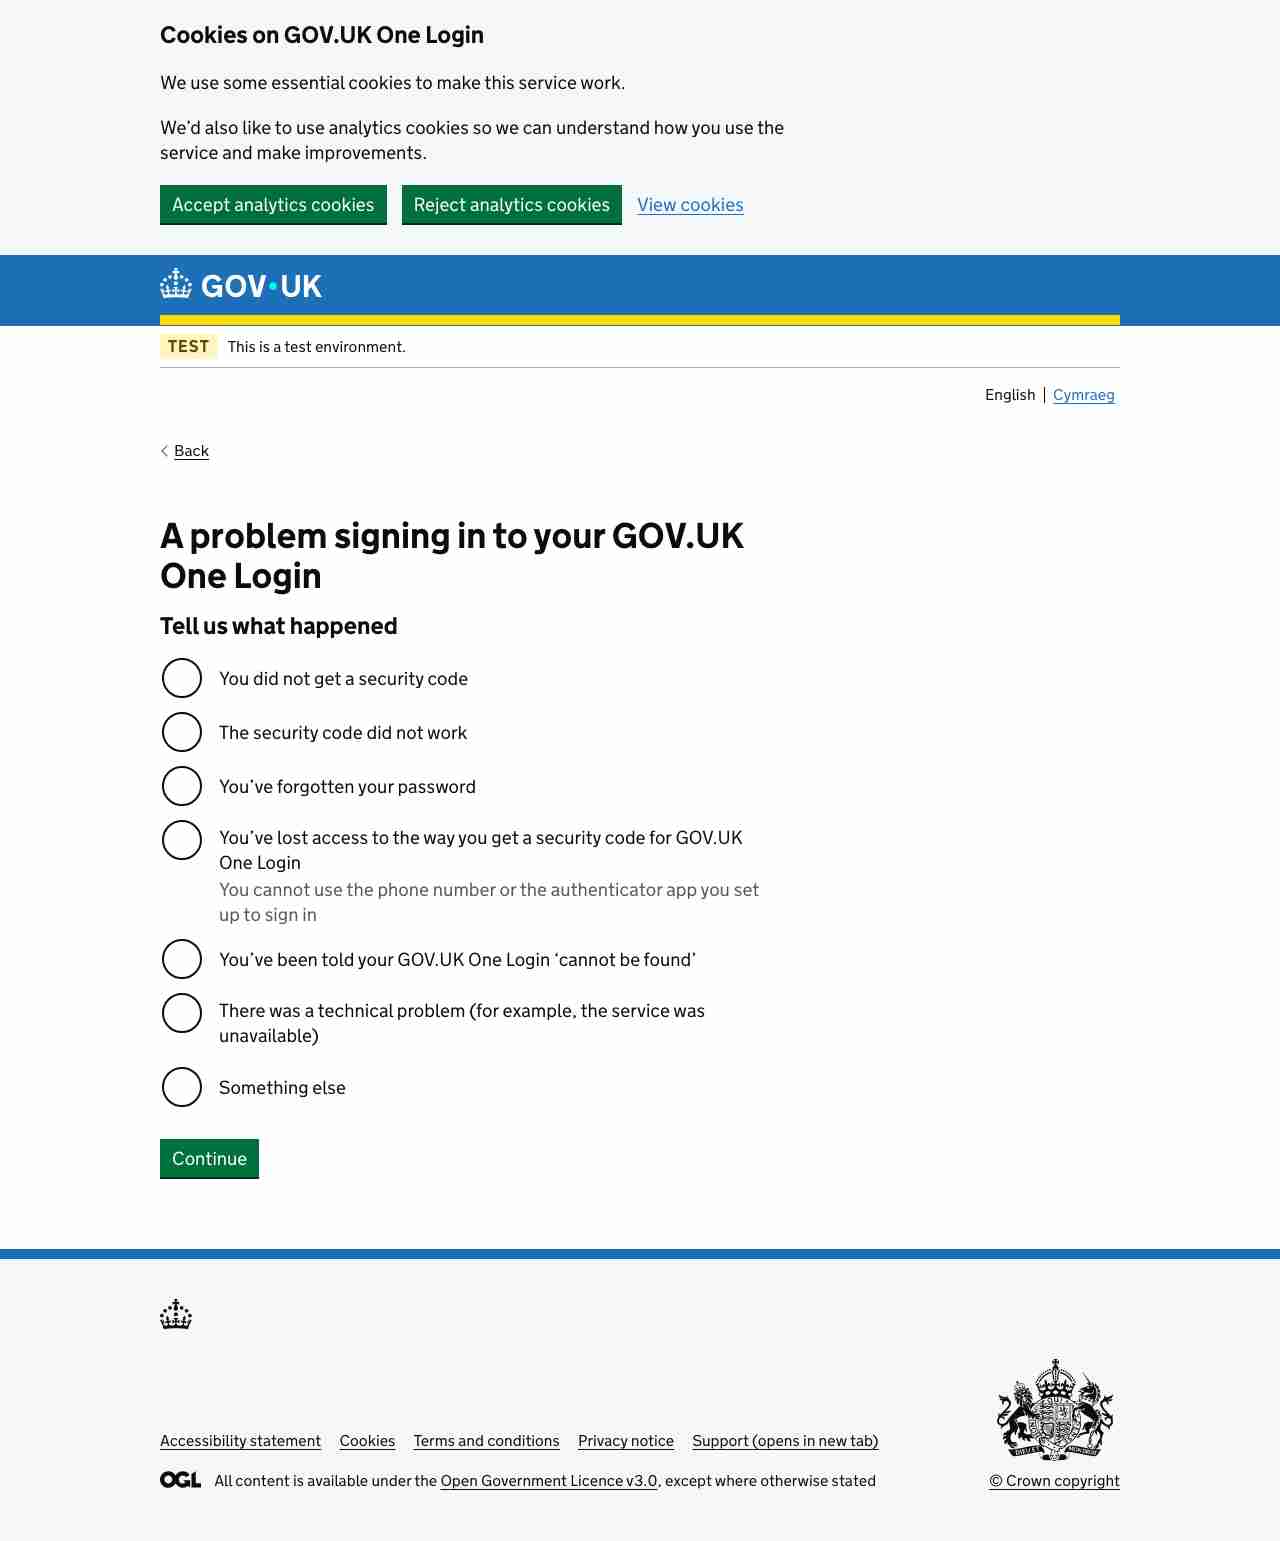 Cookies on GOV.UK One Login
We use some essential cookies to make this service work.
We’d also like to use analytics cookies so we can understand how you use the
service and make improvements.
Accept analytics cookies
Reject analytics cookies
View cookies
GOV·UK
TEST
This is a test environment.
English
Cymraeg
Back
A problem signing in to your GOV.UK
One Login
Tell us what happened
You did not get a security code
The security code did not work
You’ve forgotten your password
You’ve lost access to the way you get a security code for GOV.UK
One Login
You cannot use the phone number or the authenticator app you set
up to sign in
You’ve been told your GOV.UK One Login ‘cannot be found’
There was a technical problem (for example, the service was
unavailable)
Something else
Continue
Accessibility statement
Cookies
Terms and conditions
Privacy notice
Support (opens in new tab)
OGL
All content is available under the Open Government Licence v3.0, except where otherwise stated
© Crown copyright